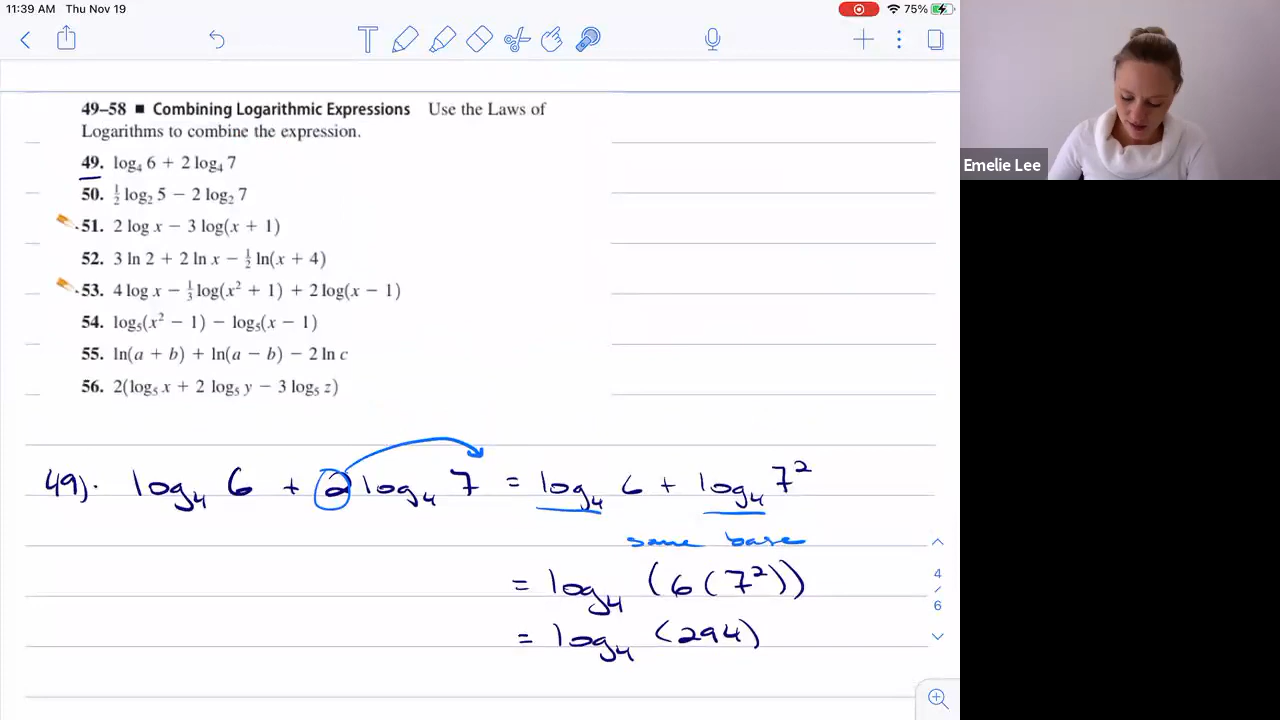 11:39 AM Thu Nov 19 75%
49–58 ■ Combining Logarithmic Expressions Use the Laws of
Logarithms to combine the expression.
49. log₄ 6 + 2 log₄ 7
50. ½ log₂ 5 − 2 log₂ 7
51. 2 log x − 3 log(x + 1)
52. 3 ln 2 + 2 ln x − ½ ln(x + 4)
53. 4 log x − ⅓ log(x² + 1) + 2 log(x − 1)
54. log₅(x² − 1) − log₅(x − 1)
55. ln(a + b) + ln(a − b) − 2 ln c
56. 2(log₅ x + 2 log₅ y − 3 log₅ z)
49). log₄ 6 + 2 log₄ 7 = log₄ 6 + log₄ 7²
same base
= log₄ (6(7²))
= log₄ (294)
4/6
Emelie Lee